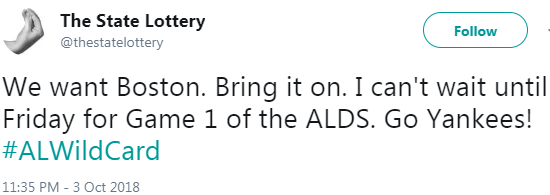 The State Lottery
@thestatelottery
Follow
We want Boston. Bring it on. I can't wait until
Friday for Game 1 of the ALDS. Go Yankees!
#ALWildCard
11:35 PM - 3 Oct 2018